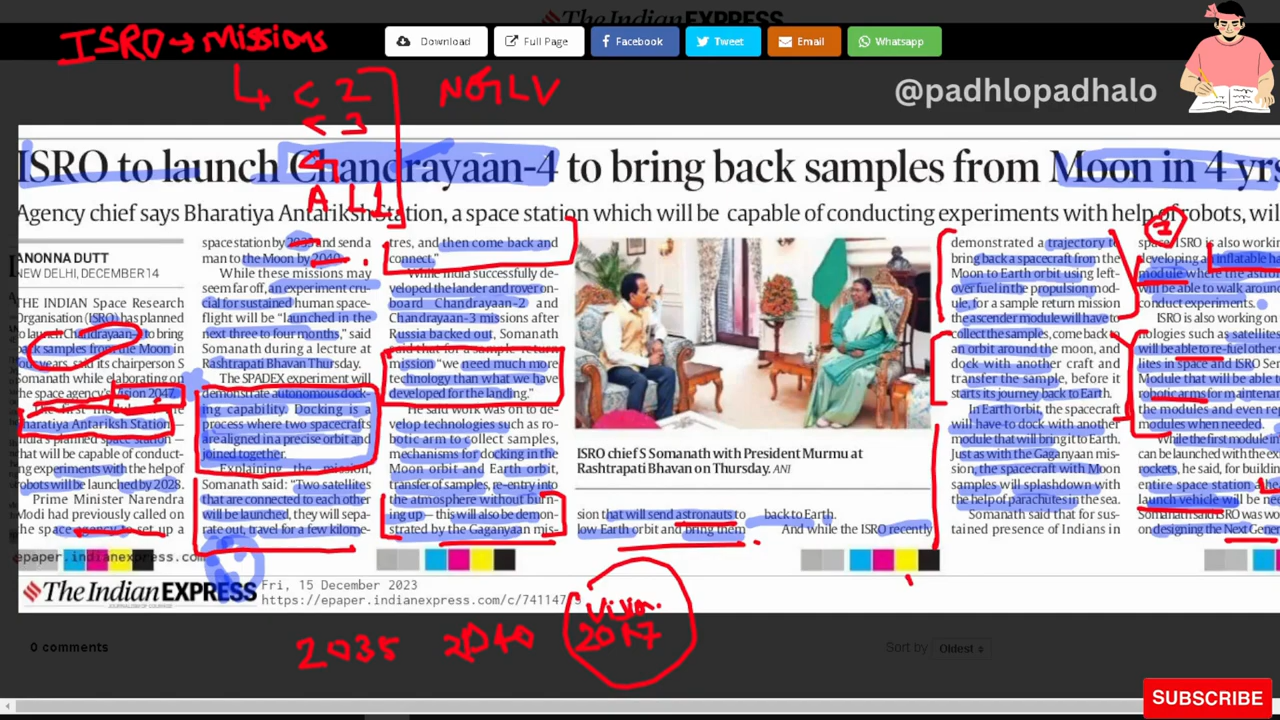 The Indian EXPRESS
ISRO → missions
Download
Full Page
Facebook
Tweet
Email
Whatsapp
4 C 2
C 3
G
A L1
NGLV
@padhlopadhalo
ISRO to launch Chandrayaan-4 to bring back samples from Moon in 4 yrs
Agency chief says Bharatiya Antariksh Station, a space station which will be capable of conducting experiments with help of robots, wil
ANONNA DUTT
NEW DELHI, DECEMBER 14
THE INDIAN Space Research
Organisation (ISRO) has planned
to launch Chandrayaan-4 to bring
back samples from the Moon in
four years, said its chairperson S
Somanath while elaborating on
the space agency's Vision 2047.
The first module of the
Bharatiya Antariksh Station —
India's planned space station —
that will be capable of conduct-
ing experiments with the help of
robots will be launched by 2028.
Prime Minister Narendra
Modi had previously called on
the space agency to set up a
space station by 2035 and send a
man to the Moon by 2040.
While these missions may
seem far off, an experiment cru-
cial for sustained human space-
flight will be "launched in the
next three to four months," said
Somanath during a lecture at
Rashtrapati Bhavan Thursday.
The SPADEX experiment will
demonstrate autonomous dock-
ing capability. Docking is a
process where two spacecrafts
are aligned in a precise orbit and
joined together.
Explaining the mission,
Somanath said: "Two satellites
that are connected to each other
will be launched, they will sepa-
rate out, travel for a few kilome-
tres, and then come back and
connect."
While India successfully de-
veloped the lander and rover on-
board Chandrayaan-2 and
Chandrayaan-3 missions after
Russia backed out, Somanath
said that for a sample return
mission "we need much more
technology than what we have
developed for the landing."
He said work was on to de-
velop technologies such as ro-
botic arm to collect samples,
mechanisms for docking in the
Moon orbit and Earth orbit,
transfer of samples, re-entry into
the atmosphere without burn-
ing up — this will also be demon-
strated by the Gaganyaan mis-
ISRO chief S Somanath with President Murmu at
Rashtrapati Bhavan on Thursday. ANI
sion that will send astronauts to
low Earth orbit and bring them
back to Earth.
And while the ISRO recently
demonstrated a trajectory to
bring back a spacecraft from the
Moon to Earth orbit using left-
over fuel in the propulsion mod-
ule, for a sample return mission
the ascender module will have to
collect the samples, come back to
an orbit around the moon, and
dock with another craft and
transfer the sample, before it
starts its journey back to Earth.
In Earth orbit, the spacecraft
will have to dock with another
module that will bring it to Earth.
Just as with the Gaganyaan mis-
sion, the spacecraft with Moon
samples will splashdown with
the help of parachutes in the sea.
Somanath said that for sus-
tained presence of Indians in
space, ISRO is also workin
developing an inflatable ha
module where the astro
will be able to walk around
conduct experiments.
ISRO is also working on
nologies such as satellites
will be able to re-fuel other s
lites in space and ISRO Ser
Module that will be able to
robotic arms for maintenan
the modules and even rep
modules when needed.
While the first module in
can be launched with the ex
rockets, he said, for building
entire space station a he
launch vehicle will be nee
Somanath said ISRO was wo
on designing the Next Gener
epaper.indianexpress.com
The Indian EXPRESS
JOURNALISM OF COURAGE
Fri, 15 December 2023
https://epaper.indianexpress.com/c/74114
2035 2040
2047
0 comments
Sort by Oldest
SUBSCRIBE